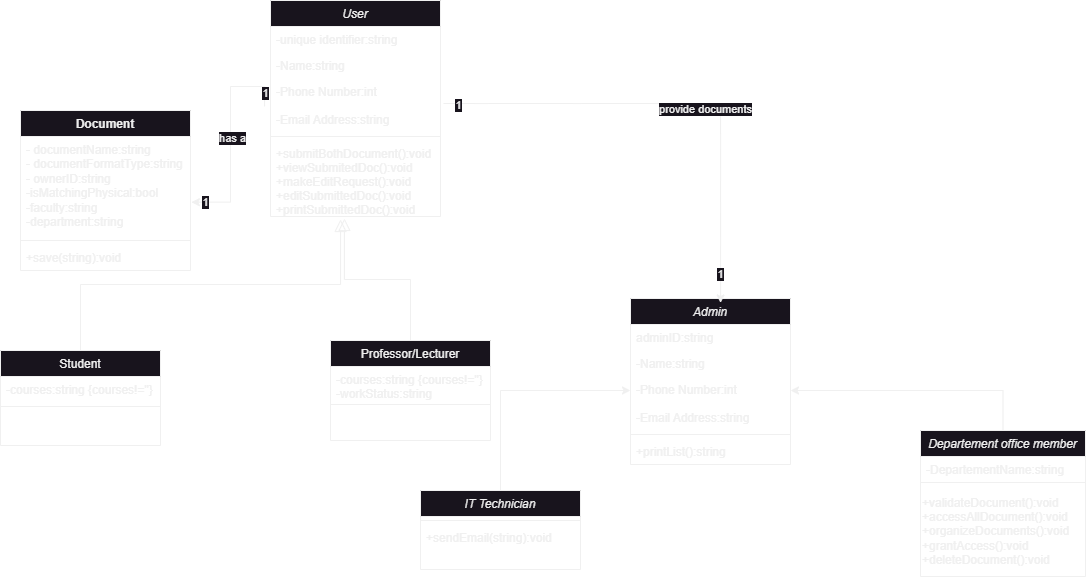 User
-unique identifier:string
-Name:string
-Phone Number:int
-Email Address:string
+submitBothDocument():void
+viewSubmittedDoc():void
+makeEditRequest():void
+editSubmittedDoc():void
+printSubmittedDoc():void
1
has a
1
1
provide documents
1
Document
- documentName:string
- documentFormatType:string
- ownerID:string
-isMatchingPhysical:bool
-faculty:string
-department:string
+save(string):void
Student
-courses:string {courses!=''}
Professor/Lecturer
-courses:string {courses!=''}
-workStatus:string
Admin
adminID:string
-Name:string
-Phone Number:int
-Email Address:string
+printList():string
IT Technician
+sendEmail(string):void
Departement office member
-DepartementName:string
+validateDocument():void
+accessAllDocument():void
+organizeDocuments():void
+grantAccess():void
+deleteDocument():void